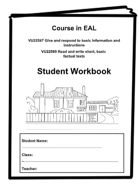 Course in EAL
VU22587 Give and respond to basic information and
instructions
VU22589 Read and write short, basic
factual texts
Student Workbook
Student Name:
Class:
Teacher: